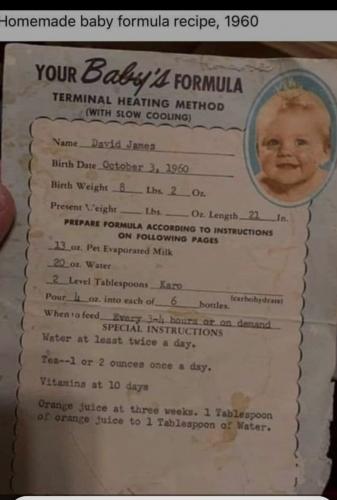 Homemade baby formula recipe, 1960
YOUR Baby's FORMULA
TERMINAL HEATING METHOD
(WITH SLOW COOLING)
Name David James
Birth Date October 3, 1960
Birth Weight 8 Lbs. 2 Oz.
Present Weight Lbs. Oz. Length 21 In.
PREPARE FORMULA ACCORDING TO INSTRUCTIONS
ON FOLLOWING PAGES
13 oz. Pet Evaporated Milk
20 oz. Water
2 Level Tablespoons Karo
(carbohydrate)
Pour 4 oz. into each of 6 bottles.
When to feed Every 3-4 hours or on demand
SPECIAL INSTRUCTIONS
Water at least twice a day.
Tea--1 or 2 ounces once a day.
Vitamins at 10 days
Orange juice at three weeks. 1 Tablespoon
of orange juice to 1 Tablespoon of Water.